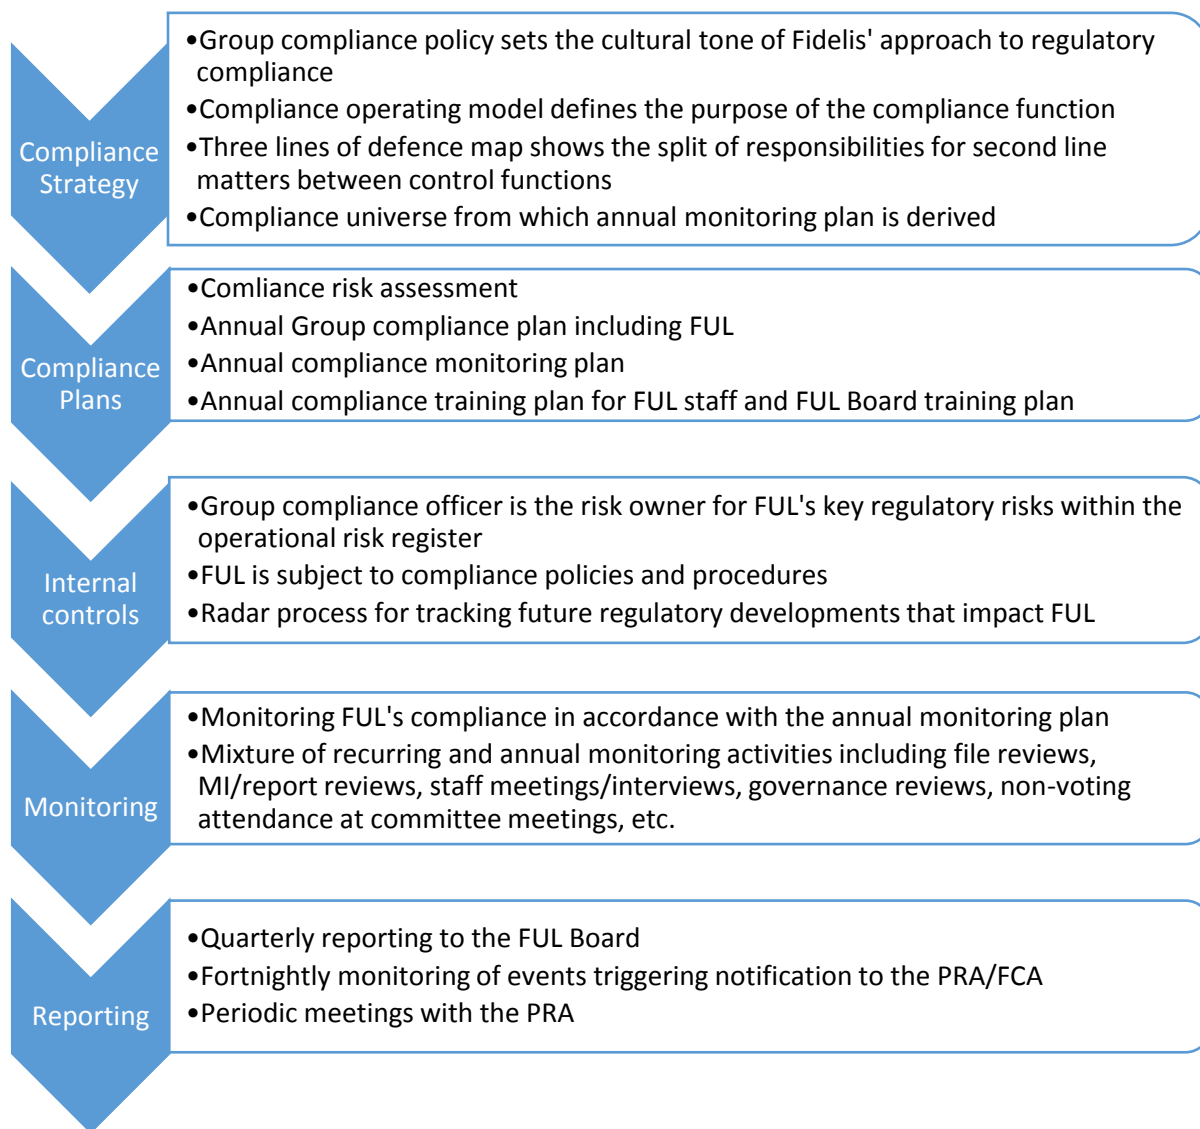 Compliance
Strategy
•Group compliance policy sets the cultural tone of Fidelis' approach to regulatory
compliance
•Compliance operating model defines the purpose of the compliance function
•Three lines of defence map shows the split of responsibilities for second line
matters between control functions
•Compliance universe from which annual monitoring plan is derived
Compliance
Plans
•Comliance risk assessment
•Annual Group compliance plan including FUL
•Annual compliance monitoring plan
•Annual compliance training plan for FUL staff and FUL Board training plan
Internal
controls
•Group compliance officer is the risk owner for FUL's key regulatory risks within the
operational risk register
•FUL is subject to compliance policies and procedures
•Radar process for tracking future regulatory developments that impact FUL
Monitoring
•Monitoring FUL's compliance in accordance with the annual monitoring plan
•Mixture of recurring and annual monitoring activities including file reviews,
MI/report reviews, staff meetings/interviews, governance reviews, non-voting
attendance at committee meetings, etc.
Reporting
•Quarterly reporting to the FUL Board
•Fortnightly monitoring of events triggering notification to the PRA/FCA
•Periodic meetings with the PRA